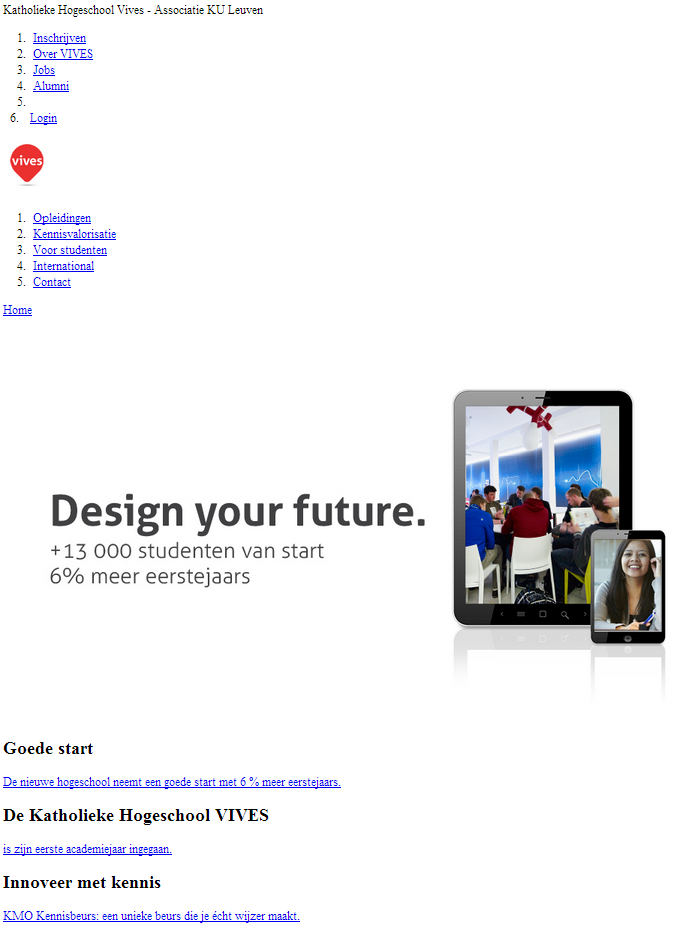 Katholieke Hogeschool Vives - Associatie KU Leuven
1. Inschrijven
2. Over VIVES
3. Jobs
4. Alumni
5.
6. Login
vives
1. Opleidingen
2. Kennisvalorisatie
3. Voor studenten
4. International
5. Contact
Home
Design your future.
+13 000 studenten van start
6% meer eerstejaars
Goede start
De nieuwe hogeschool neemt een goede start met 6 % meer eerstejaars.
De Katholieke Hogeschool VIVES
is zijn eerste academiejaar ingegaan.
Innoveer met kennis
KMO Kennisbeurs: een unieke beurs die je écht wijzer maakt.